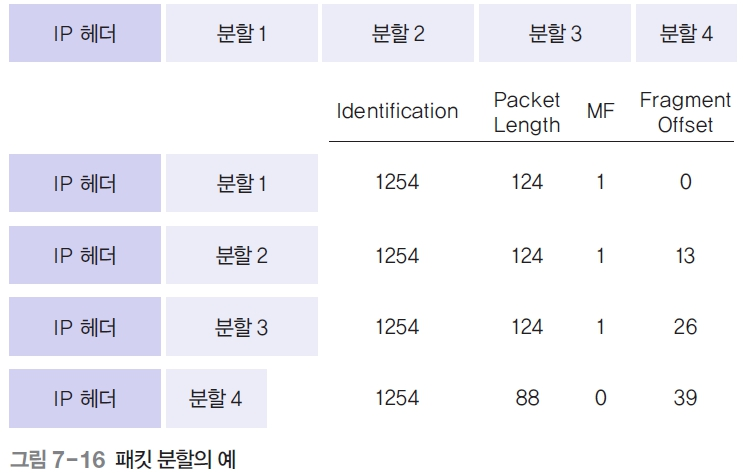 IP 헤더 분할 1 분할 2 분할 3 분할 4
Identification Packet Length MF Fragment Offset
IP 헤더 분할 1 1254 124 1 0
IP 헤더 분할 2 1254 124 1 13
IP 헤더 분할 3 1254 124 1 26
IP 헤더 분할 4 1254 88 0 39
그림 7-16 패킷 분할의 예